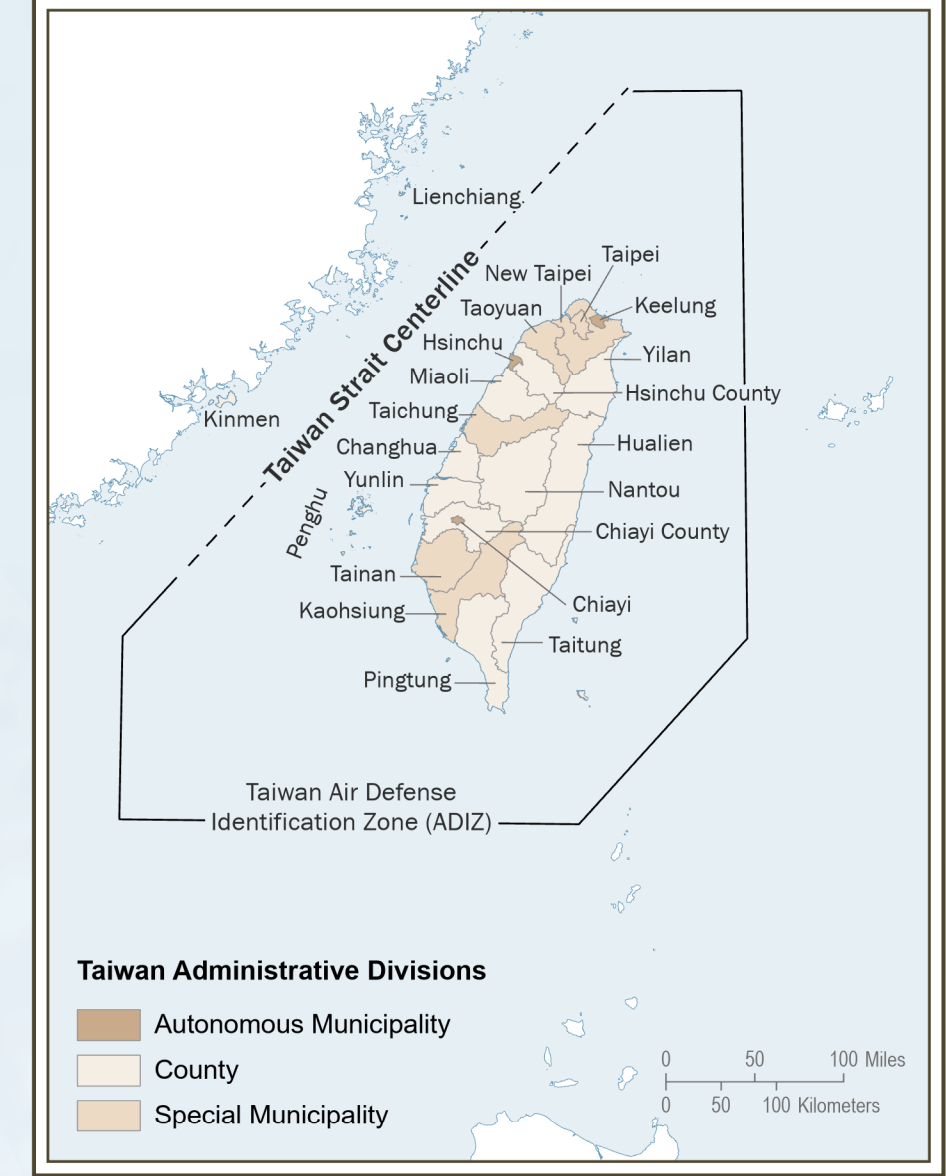 Lienchiang
Taiwan Strait Centerline
Taipei
New Taipei
Taoyuan
Keelung
Hsinchu
Yilan
Miaoli
Hsinchu County
Taichung
Kinmen
Changhua
Hualien
Yunlin
Nantou
Penghu
Chiayi County
Tainan
Chiayi
Kaohsiung
Taitung
Pingtung
Taiwan Air Defense
Identification Zone (ADIZ)
Taiwan Administrative Divisions
Autonomous Municipality
County
Special Municipality
0 50 100 Miles
0 50 100 Kilometers